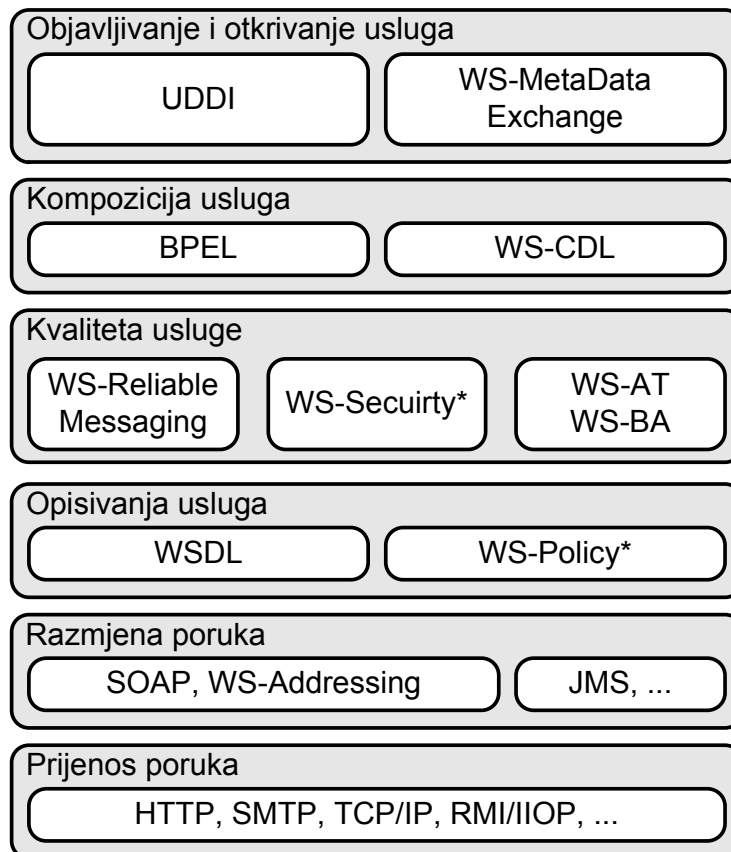 Objavljivanje i otkrivanje usluga
UDDI
WS-MetaData
Exchange
Kompozicija usluga
BPEL
WS-CDL
Kvaliteta usluge
WS-Reliable
Messaging
WS-Secuirty*
WS-AT
WS-BA
Opisivanja usluga
WSDL
WS-Policy*
Razmjena poruka
SOAP, WS-Addressing
JMS, ...
Prijenos poruka
HTTP, SMTP, TCP/IP, RMI/IIOP, ...